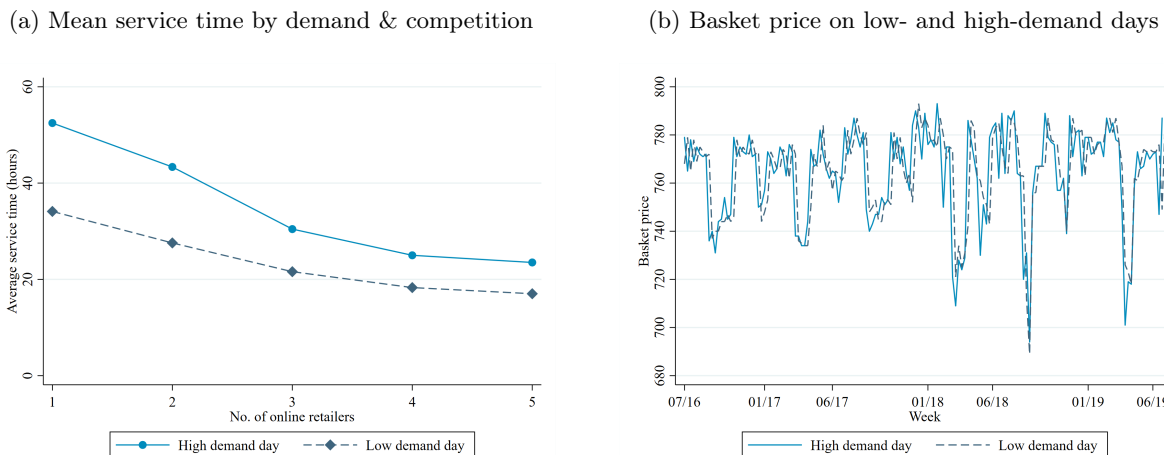 (a) Mean service time by demand & competition
Average service time (hours)
60
40
20
0
1 2 3 4 5
No. of online retailers
High demand day Low demand day
(b) Basket price on low- and high-demand days
Basket price
800
780
760
740
720
700
680
07/16 01/17 06/17 01/18 06/18 01/19 06/19
Week
High demand day Low demand day